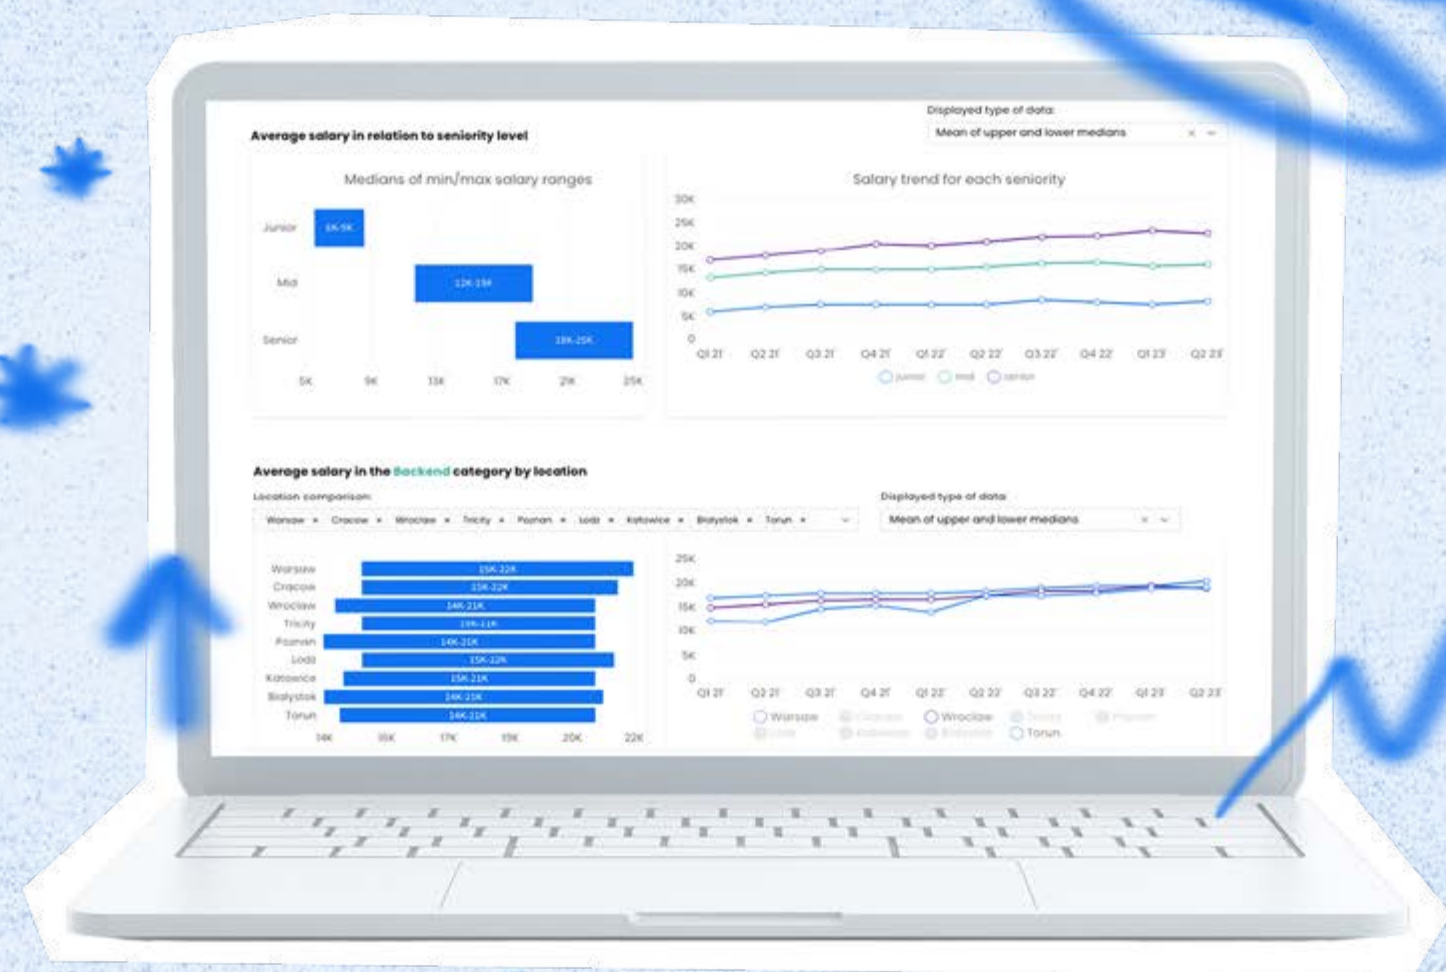 Displayed type of data:
Average salary in relation to seniority level
Mean of upper and lower medians
Medians of min/max salary ranges
Junior
Mid
12K-15K
Senior
18K-25K
5K 9K 13K 17K 21K 25K
Salary trend for each seniority
30K
25K
20K
15K
10K
5K
0
Q1 21' Q2 21' Q3 21' Q4 21' Q1 22' Q2 22' Q3 22' Q4 22' Q1 23' Q2 23'
junior mid senior
Average salary in the Backend category by location
Location comparison:
Warsaw × Cracow × Wroclaw × Tricity × Poznan × Lodz × Katowice × Bialystok × Torun ×
Displayed type of data
Mean of upper and lower medians
Warsaw 15K-22K
Cracow 15K-22K
Wroclaw 14K-21K
Tricity
Poznan 14K-21K
Lodz 15K-22K
Katowice 15K-21K
Bialystok 14K-21K
Torun 14K-21K
14K 16K 17K 19K 20K 22K
25K
20K
15K
10K
5K
0
Q1 21' Q2 21' Q3 21' Q4 21' Q1 22' Q2 22' Q3 22' Q4 22' Q1 23' Q2 23'
Warsaw Wroclaw
Torun